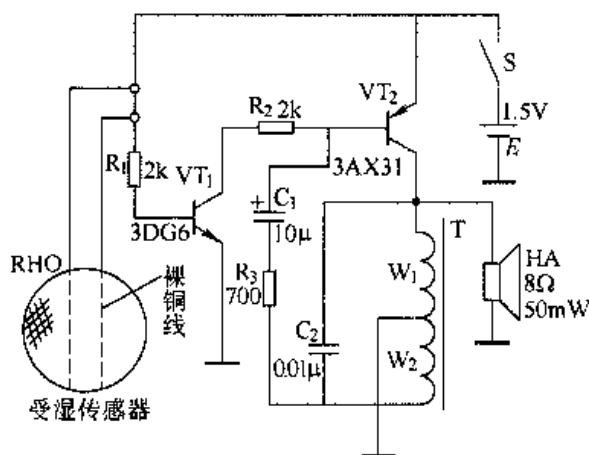 S
VT₂
R₂ 2k
1.5V
E
R₁ 2k
VT₁
3AX31
+ C₁
10μ
3DG6
T
RHO
裸铜线
R₃
700
W₁
HA
8Ω
50mW
C₂
0.01μ
W₂
受湿传感器